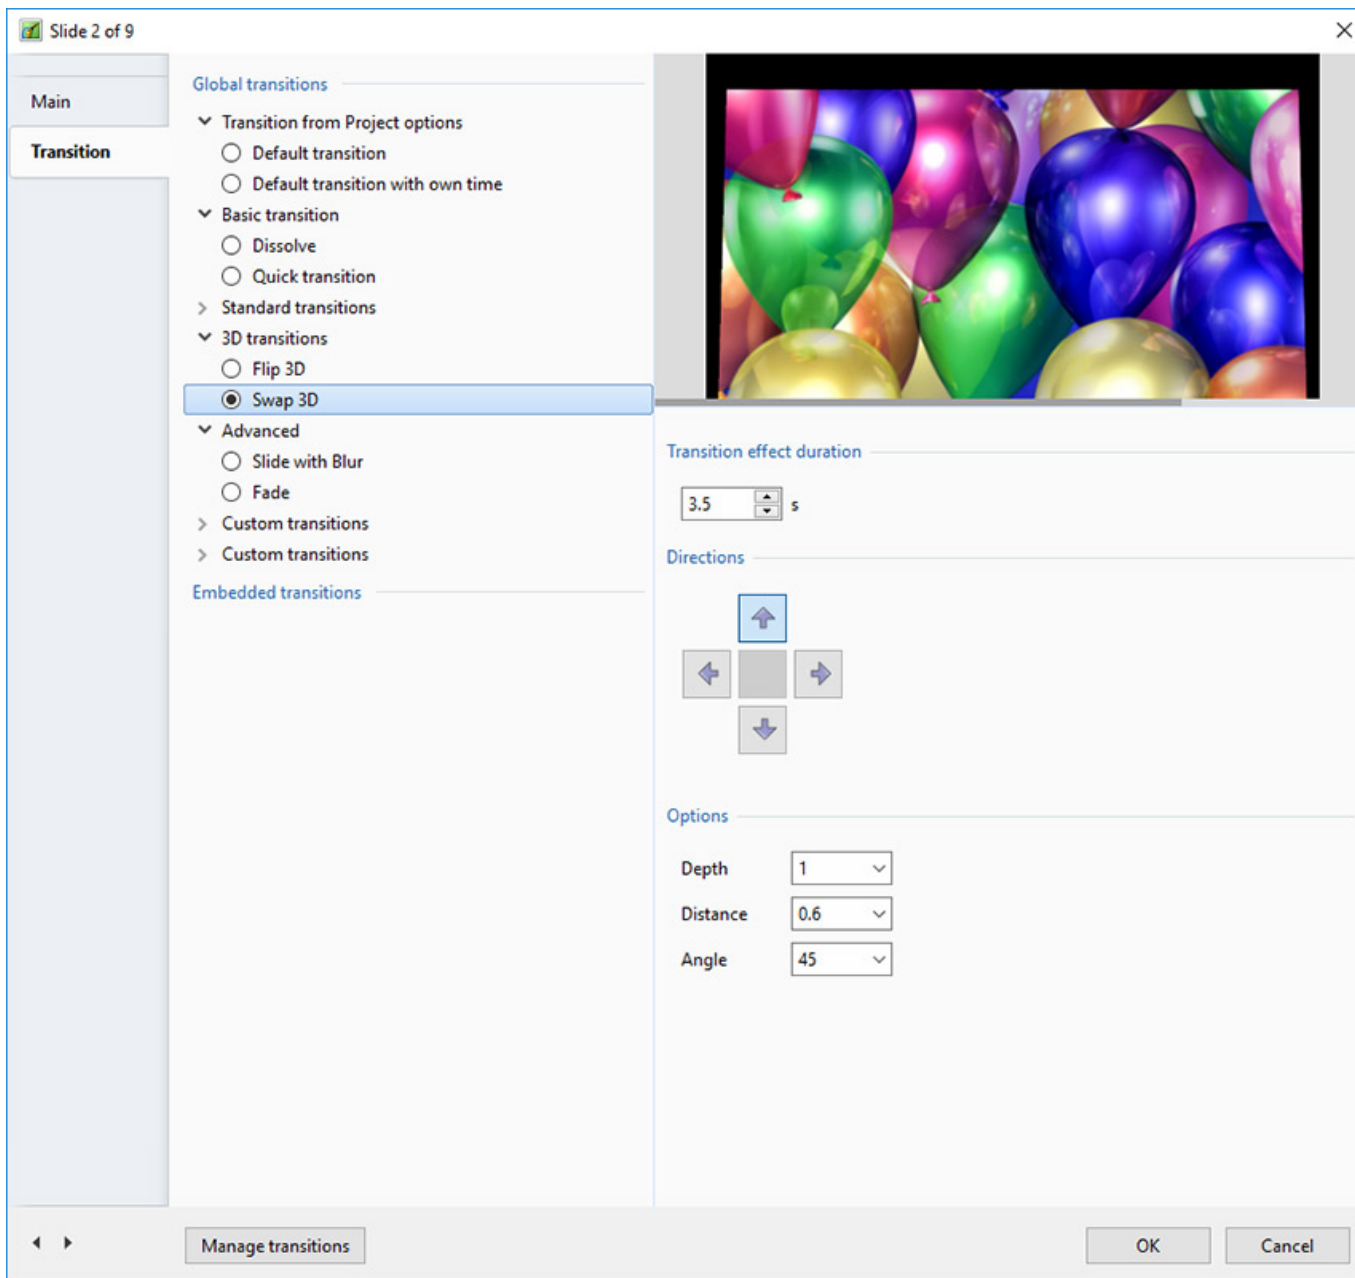 Slide 2 of 9
Main
Transition
Global transitions
Transition from Project options
Default transition
Default transition with own time
Basic transition
Dissolve
Quick transition
Standard transitions
3D transitions
Flip 3D
Swap 3D
Advanced
Slide with Blur
Fade
Custom transitions
Custom transitions
Embedded transitions
Transition effect duration
3.5 s
Directions
Options
Depth 1
Distance 0.6
Angle 45
Manage transitions
OK Cancel